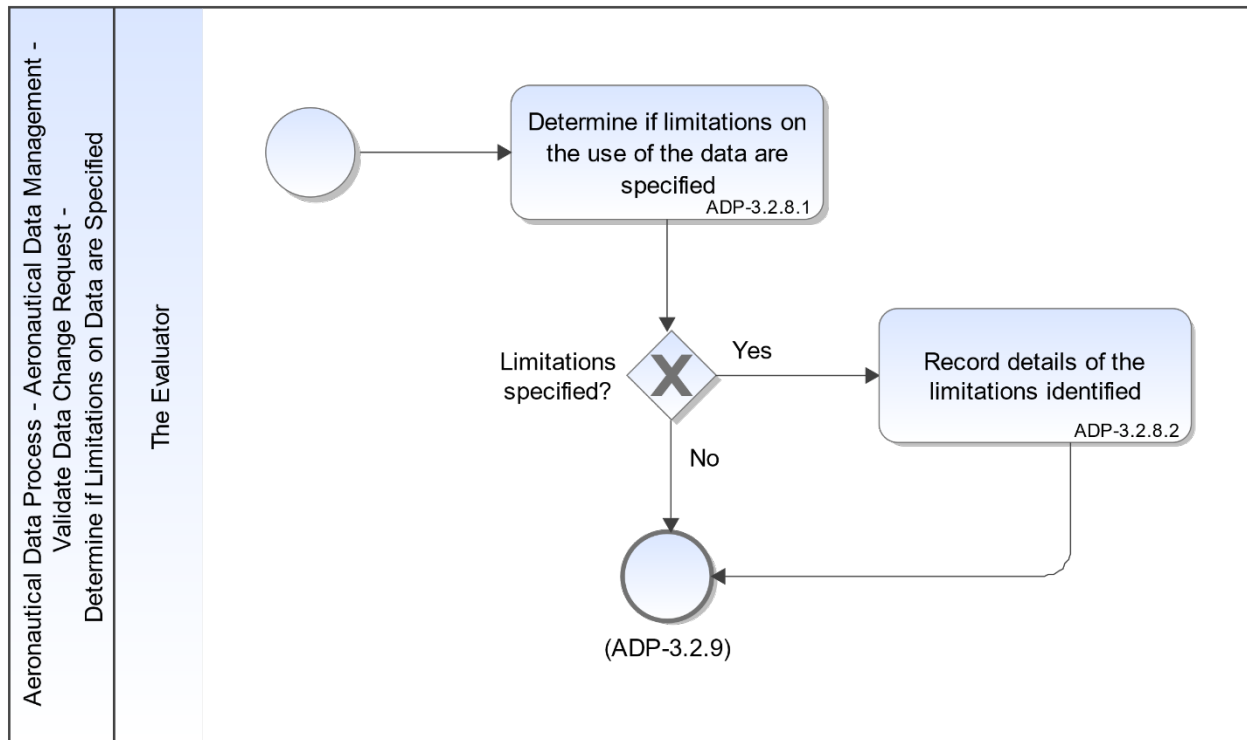 Aeronautical Data Process - Aeronautical Data Management -
Validate Data Change Request -
Determine if Limitations on Data are Specified
The Evaluator
Determine if limitations on
the use of the data are
specified
ADP-3.2.8.1
Limitations
specified?
X
Yes
Record details of the
limitations identified
ADP-3.2.8.2
No
(ADP-3.2.9)